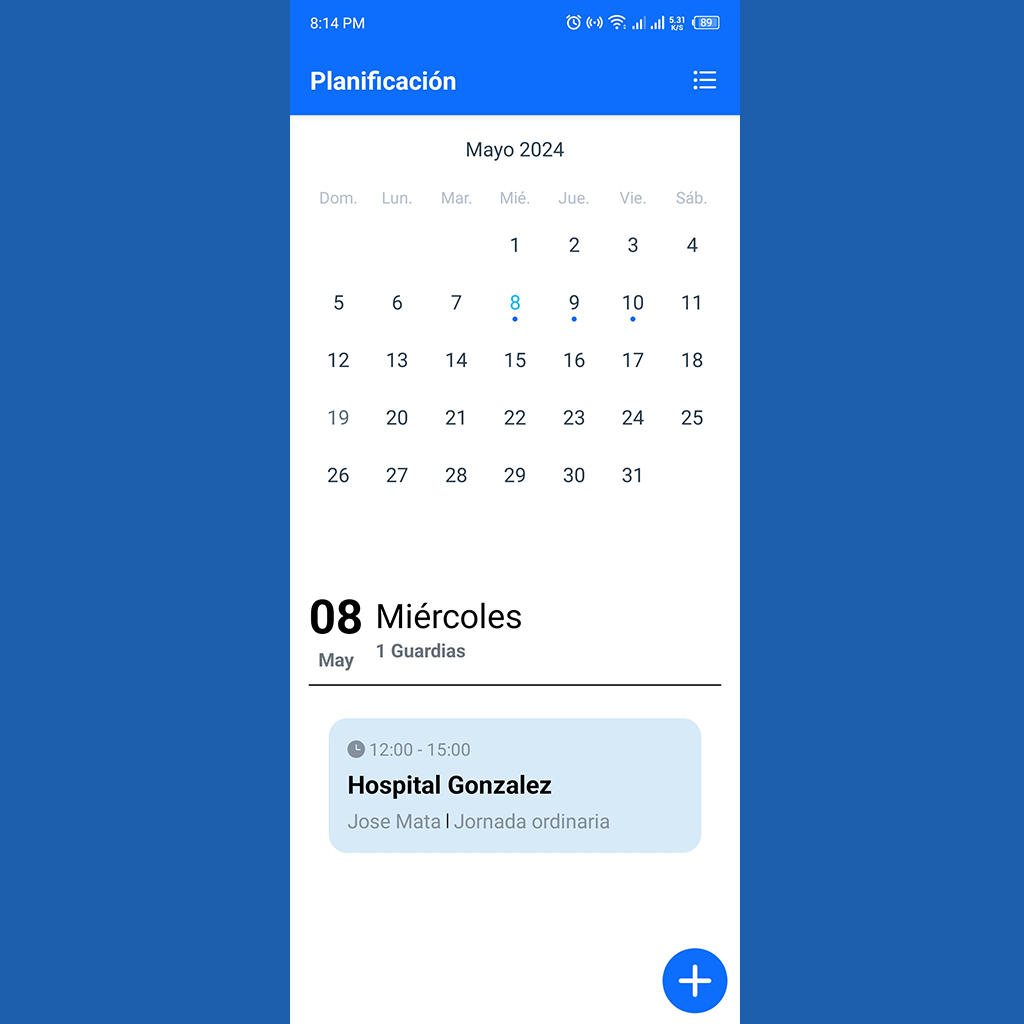 8:14 PM 5.31 K/S 89
Planificación
Mayo 2024
Dom. Lun. Mar. Mié. Jue. Vie. Sáb.
1 2 3 4
5 6 7 8 9 10 11
12 13 14 15 16 17 18
19 20 21 22 23 24 25
26 27 28 29 30 31
08 Miércoles
May 1 Guardias
12:00 - 15:00
Hospital Gonzalez
Jose Mata | Jornada ordinaria